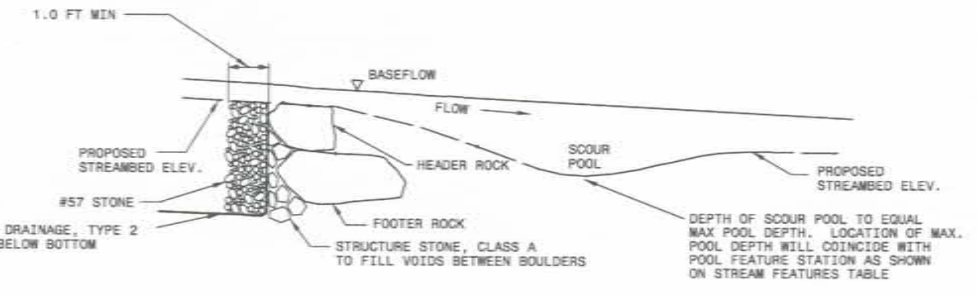 1.0 FT MIN
BASEFLOW
FLOW
PROPOSED
STREAMBED ELEV.
HEADER ROCK
SCOUR
POOL
PROPOSED
STREAMBED ELEV.
#57 STONE
DRAINAGE, TYPE 2
BELOW BOTTOM
FOOTER ROCK
STRUCTURE STONE, CLASS A
TO FILL VOIDS BETWEEN BOULDERS
DEPTH OF SCOUR POOL TO EQUAL
MAX POOL DEPTH. LOCATION OF MAX.
POOL DEPTH WILL COINCIDE WITH
POOL FEATURE STATION AS SHOWN
ON STREAM FEATURES TABLE